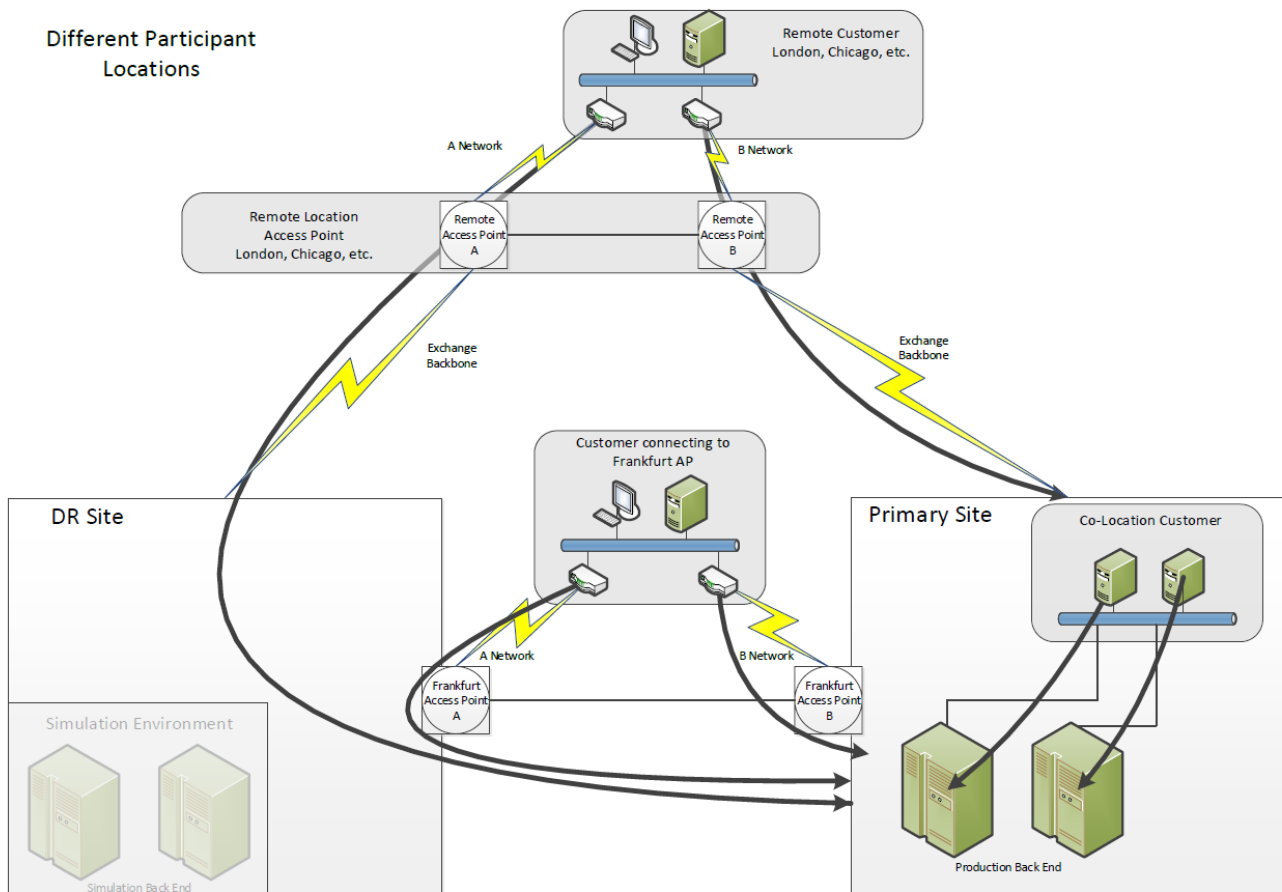 Different Participant
Locations
Remote Customer
London, Chicago, etc.
A Network
B Network
Remote Location
Access Point
London, Chicago, etc.
Remote
Access Point
A
Remote
Access Point
B
Exchange
Backbone
Exchange
Backbone
Customer connecting to
Frankfurt AP
DR Site
Primary Site
Co-Location Customer
A Network
B Network
Frankfurt
Access Point
A
Frankfurt
Access Point
B
Simulation Environment
Simulation Back End
Production Back End